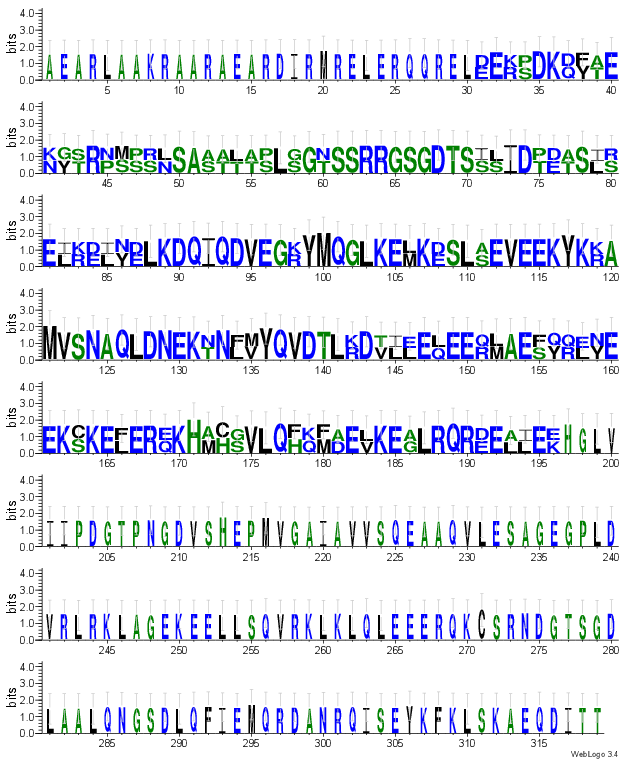 4.0
3.0
2.0
1.0
0.0
bits
AEARLAAKRAARAEARDIRMRELERQQRELDEKPDKDFAE
ERSQYT
5 10 15 20 25 30 35 40
4.0
3.0
2.0
1.0
0.0
bits
KGSRNMPRLSAAALAPLSGNSSRRGSGDTSILIDPDASIR
NYTPSSSNSTTTSGTSSETLS
45 50 55 60 65 70 75 80
4.0
3.0
2.0
1.0
0.0
bits
EIKDINDLKDQIQDVEGKYMQGLKELKDSLAEVEEKYKKA
LRELYEIRMESR
85 90 95 100 105 110 115 120
4.0
3.0
2.0
1.0
0.0
bits
MVSNAQLDNEKNNLMYQVDTLKDTIEELEEQLAEFQQENE
TFVRVLLQRMSYRLY
125 130 135 140 145 150 155 160
4.0
3.0
2.0
1.0
0.0
bits
EKCKEFEREKHACGVLQFKFAELKEALRQRDEAIEEHGLV
SLRMHSHQMDVGELLK
165 170 175 180 185 190 195 200
4.0
3.0
2.0
1.0
0.0
bits
IIPDGTPNGDVSHEPMVGAIAVVSQEAAQVLESAGEGPLD
205 210 215 220 225 230 235 240
4.0
3.0
2.0
1.0
0.0
bits
VRLRKLAGEKEELLSQVRKLKLQLEEERQKCSRNDGTSGD
245 250 255 260 265 270 275 280
4.0
3.0
2.0
1.0
0.0
bits
LAALQNGSDLQFIEMQRDANRQISEYKFKLSKAEQDITT
285 290 295 300 305 310 315
WebLogo 3.4